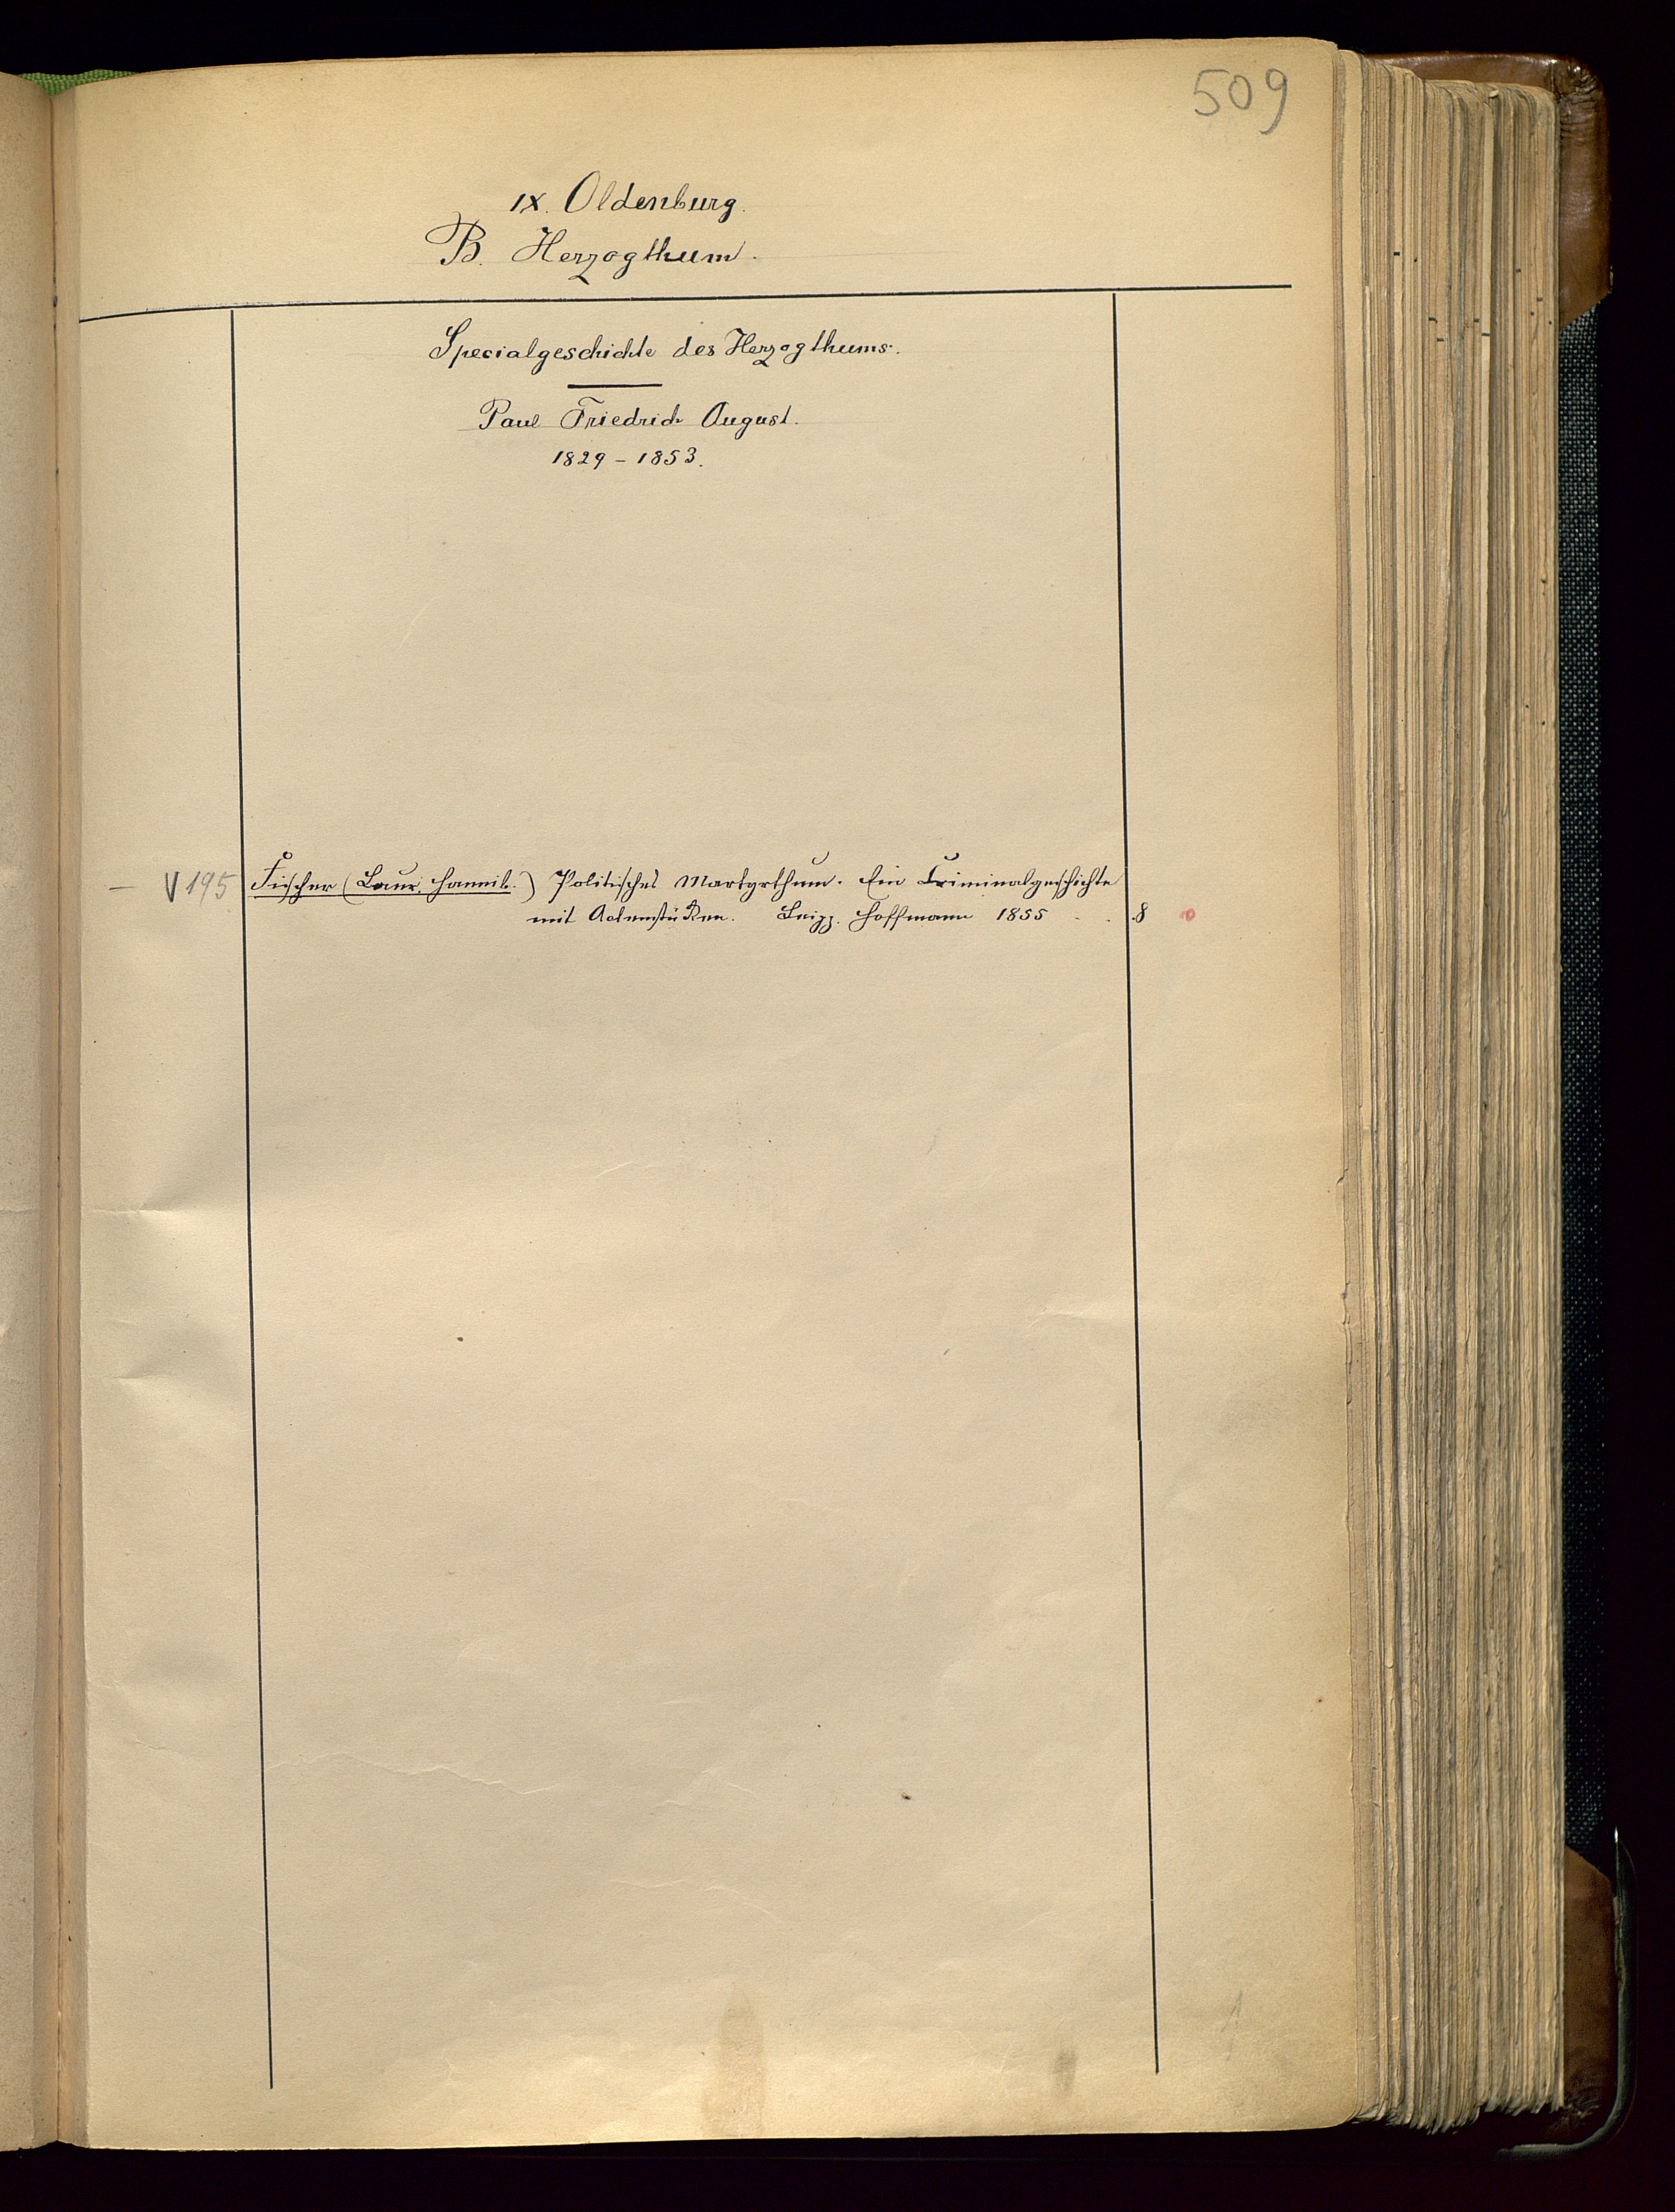 509
IX. Oldenburg.
B. Herzogthum.
Specialgeschichte des Herzogthums.
Paul Friedrich August.
1829 - 1853.
– V 195 Fischer (Laur. Hannib.) Politisches Martyrthum. Ein Criminalgeschichte
mit Actenstücken. Leipz. Hoffmann 1855 . . 8